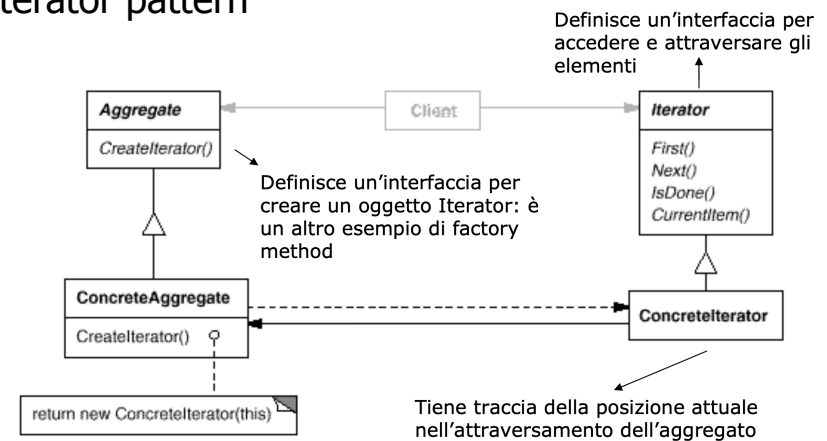 terator pattern
Definisce un'interfaccia per
accedere e attraversare gli
elementi
Aggregate
CreateIterator()
Client
Iterator
First()
Next()
IsDone()
CurrentItem()
Definisce un'interfaccia per
creare un oggetto Iterator: è
un altro esempio di factory
method
ConcreteAggregate
CreateIterator()
ConcreteIterator
return new ConcreteIterator(this)
Tiene traccia della posizione attuale
nell'attraversamento dell'aggregato